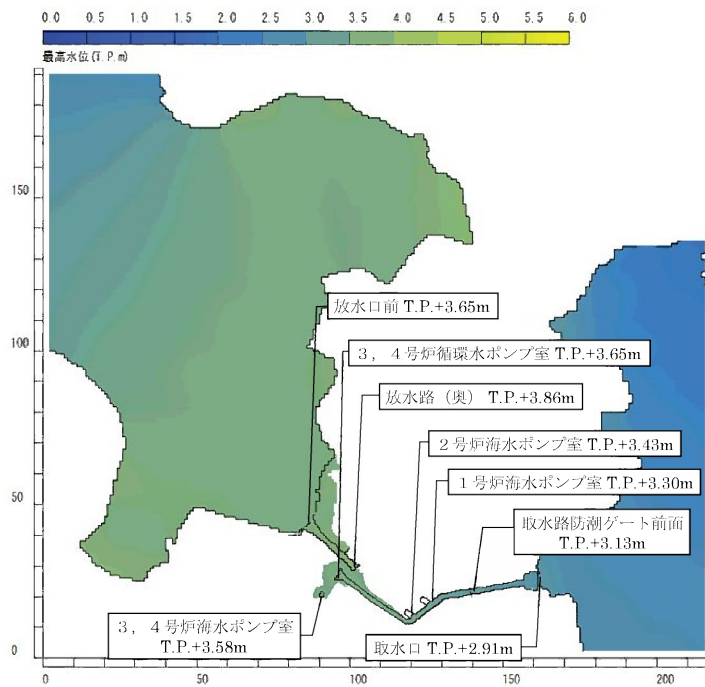 0.0 0.5 1.0 1.5 2.0 2.5 3.0 3.5 4.0 4.5 5.0 6.0
最高水位(T.P.m)
150
100
50
0
放水口前 T.P.+3.65m
3，4号炉循環水ポンプ室 T.P.+3.65m
放水路（奥） T.P.+3.86m
2号炉海水ポンプ室 T.P.+3.43m
1号炉海水ポンプ室 T.P.+3.30m
取水路防潮ゲート前面
T.P.+3.13m
3，4号炉海水ポンプ室
T.P.+3.58m
取水口 T.P.+2.91m
0 50 100 150 200